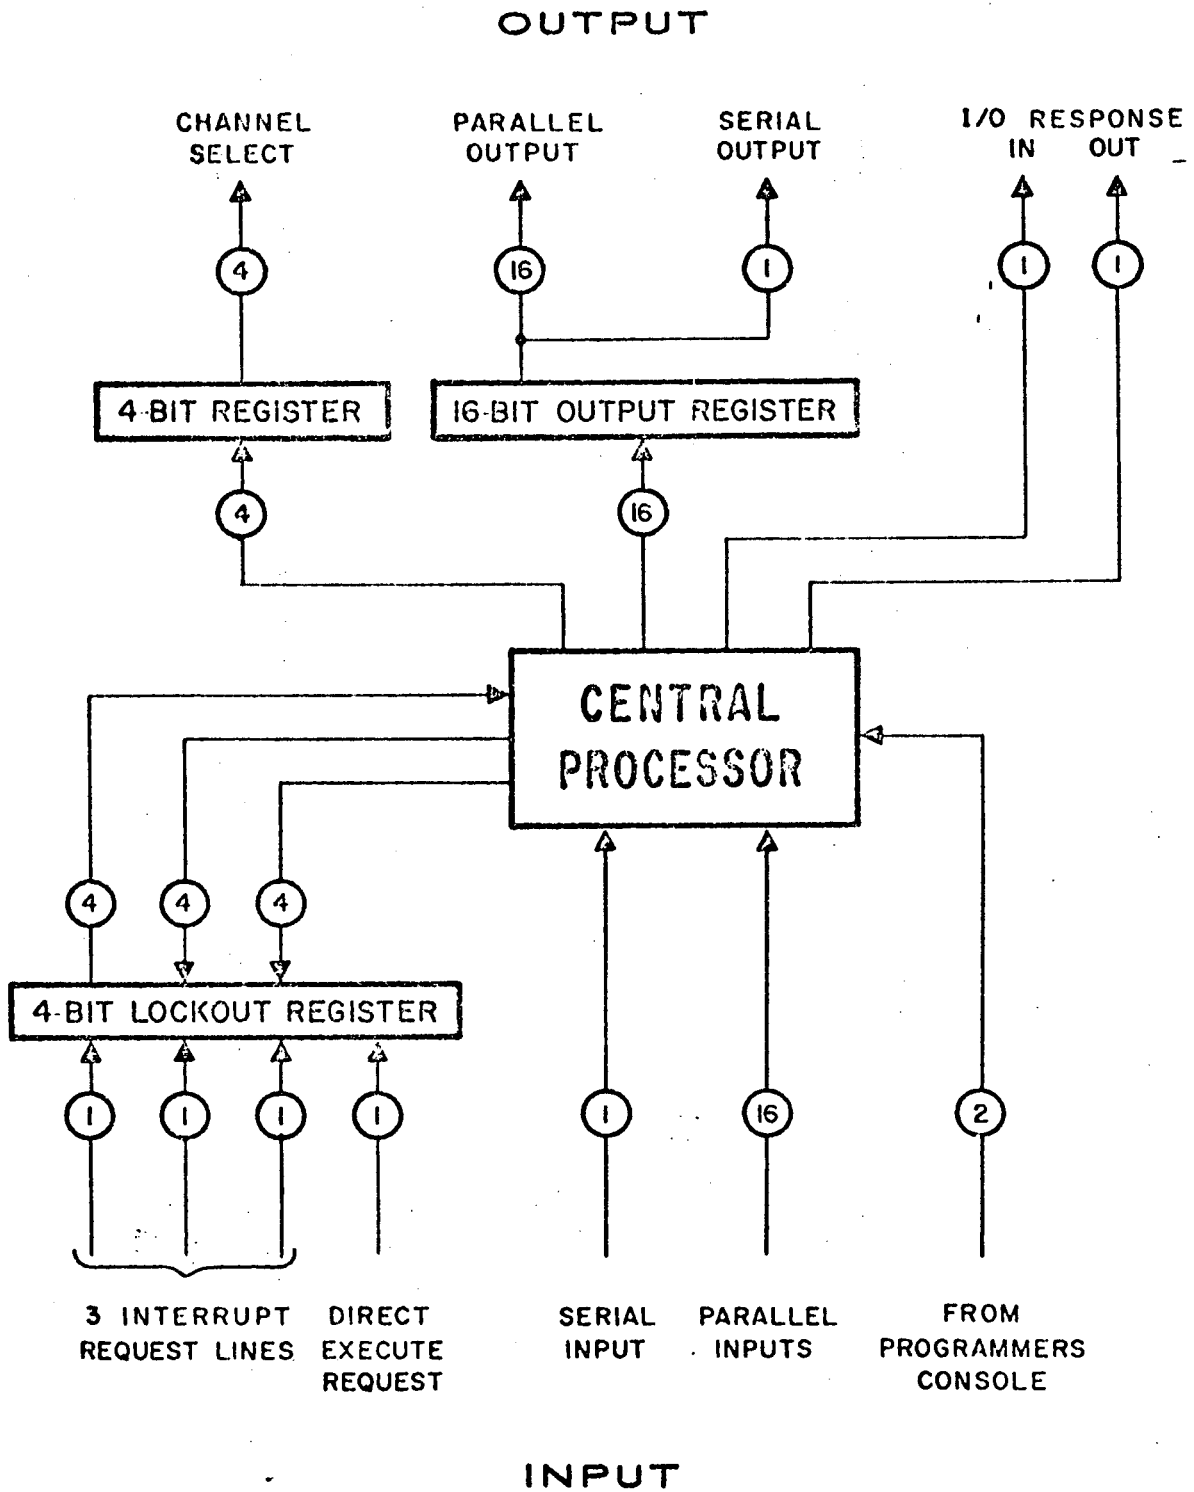 OUTPUT
CHANNEL
SELECT
PARALLEL
OUTPUT
SERIAL
OUTPUT
I/O RESPONSE
IN OUT
4
16
1
1
1
4-BIT REGISTER
16-BIT OUTPUT REGISTER
4
16
CENTRAL
PROCESSOR
4
4
4
4-BIT LOCKOUT REGISTER
1
1
1
1
1
16
2
3 INTERRUPT
REQUEST LINES
DIRECT
EXECUTE
REQUEST
SERIAL
INPUT
PARALLEL
INPUTS
FROM
PROGRAMMERS
CONSOLE
INPUT